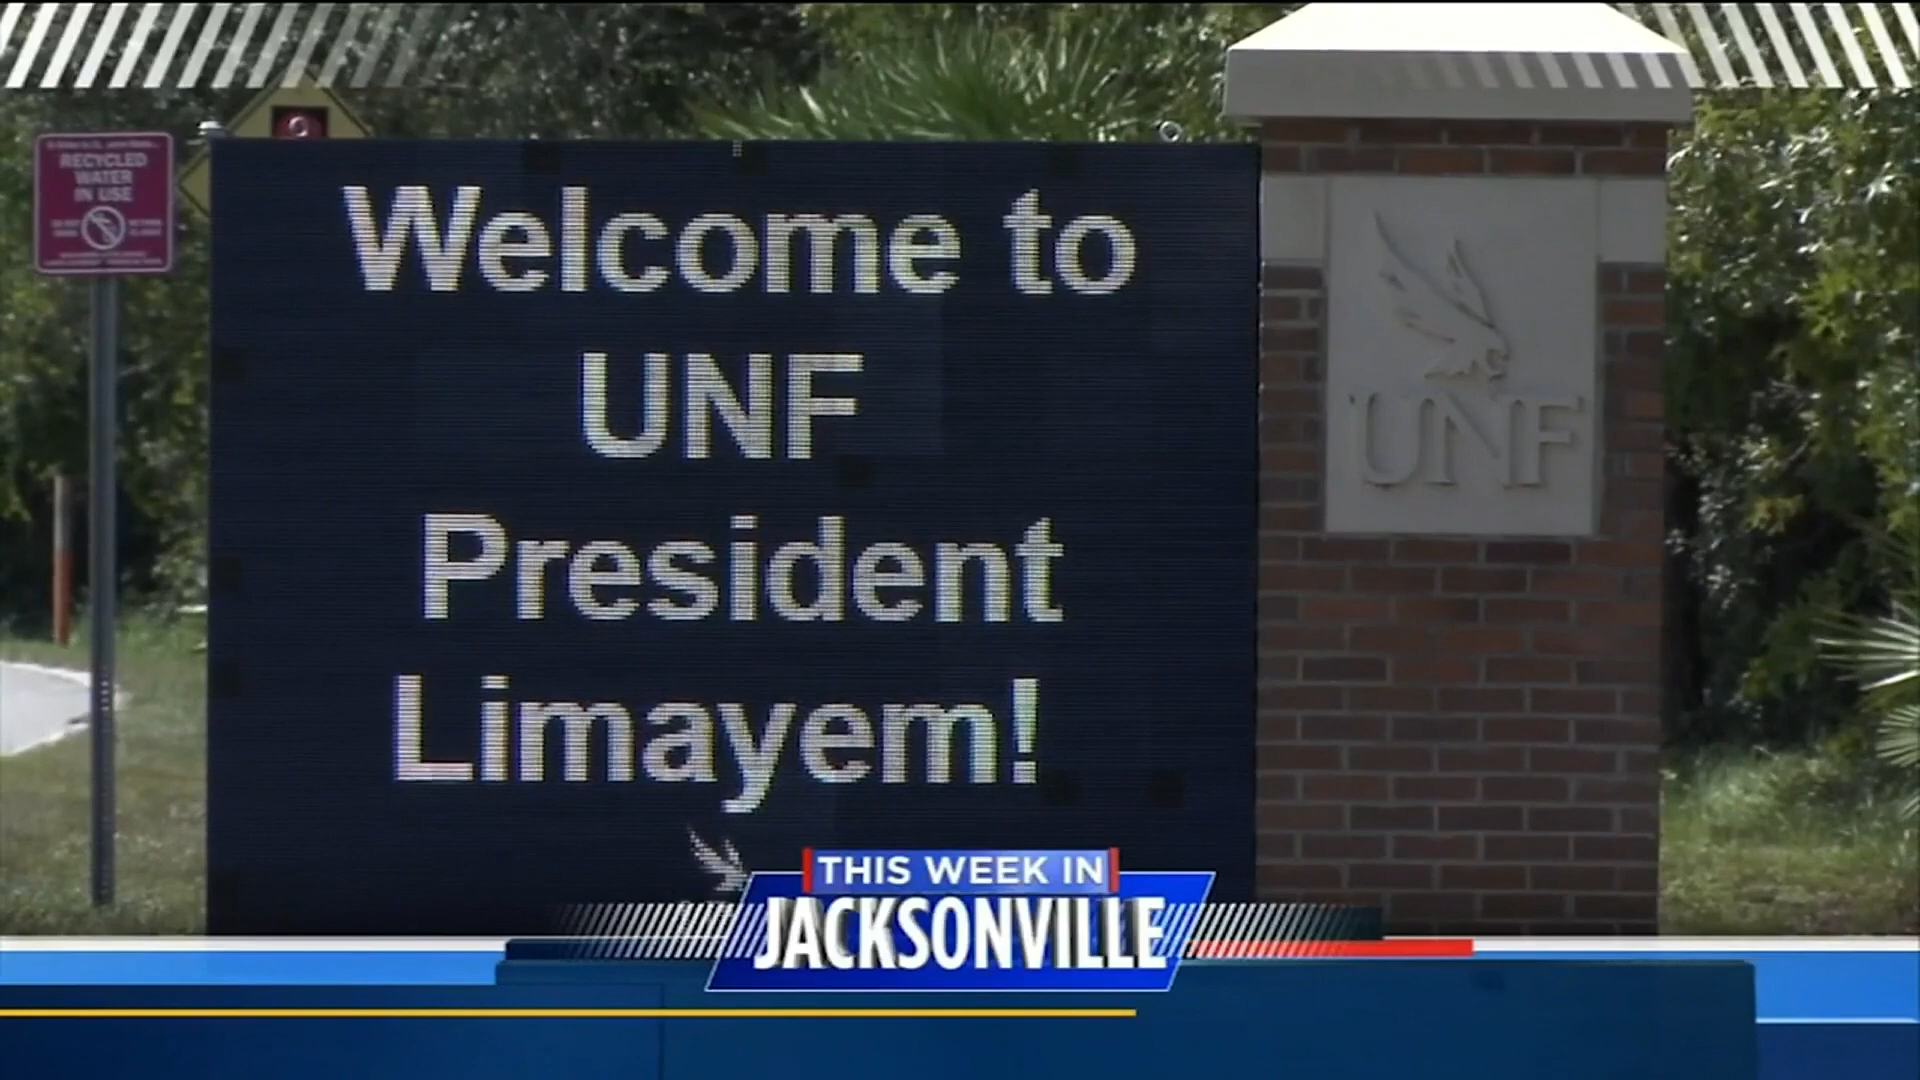 RECYCLED
WATER
IN USE
Welcome to
UNF
President
Limayem!
UNF
THIS WEEK IN
JACKSONVILLE